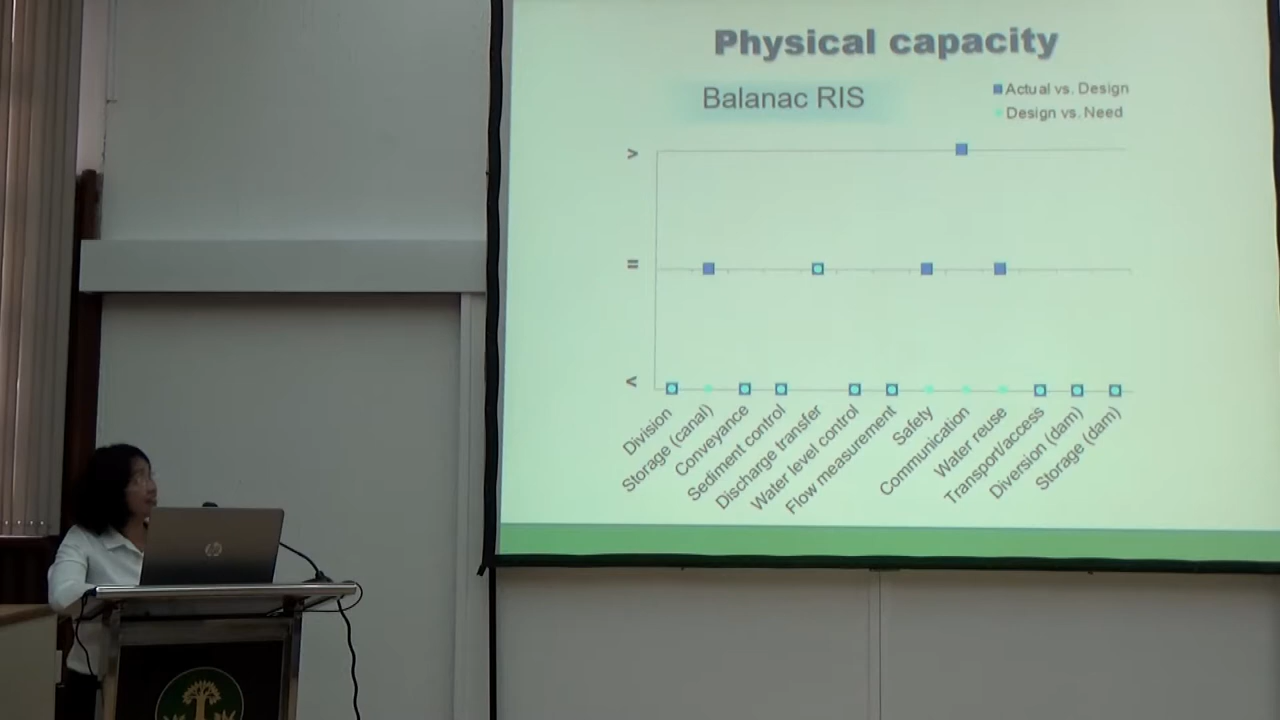 Physical capacity
Balanac RIS
Actual vs. Design
Design vs. Need
>
=
<
Division
Storage (canal)
Conveyance
Sediment control
Discharge transfer
Water level control
Flow measurement
Safety
Communication
Water reuse
Transport/access
Diversion (dam)
Storage (dam)
hp